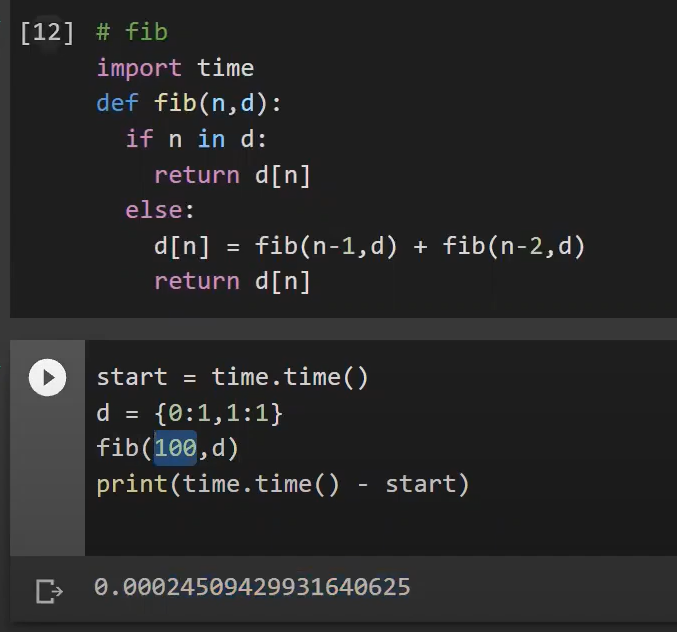 [12] # fib
import time
def fib(n,d):
  if n in d:
    return d[n]
  else:
    d[n] = fib(n-1,d) + fib(n-2,d)
    return d[n]
start = time.time()
d = {0:1,1:1}
fib(100,d)
print(time.time() - start)
0.00024509429931640625